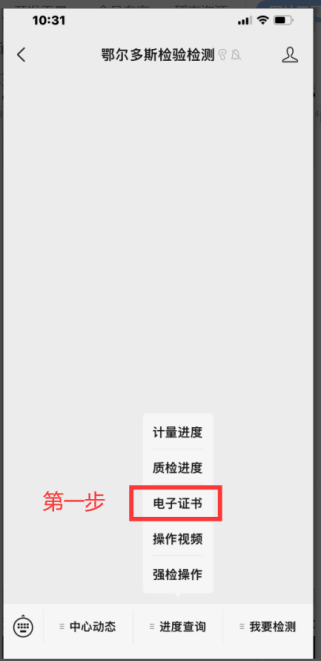 10:31
鄂尔多斯检验检测
计量进度
质检进度
第一步
电子证书
操作视频
强检操作
中心动态
进度查询
我要检测